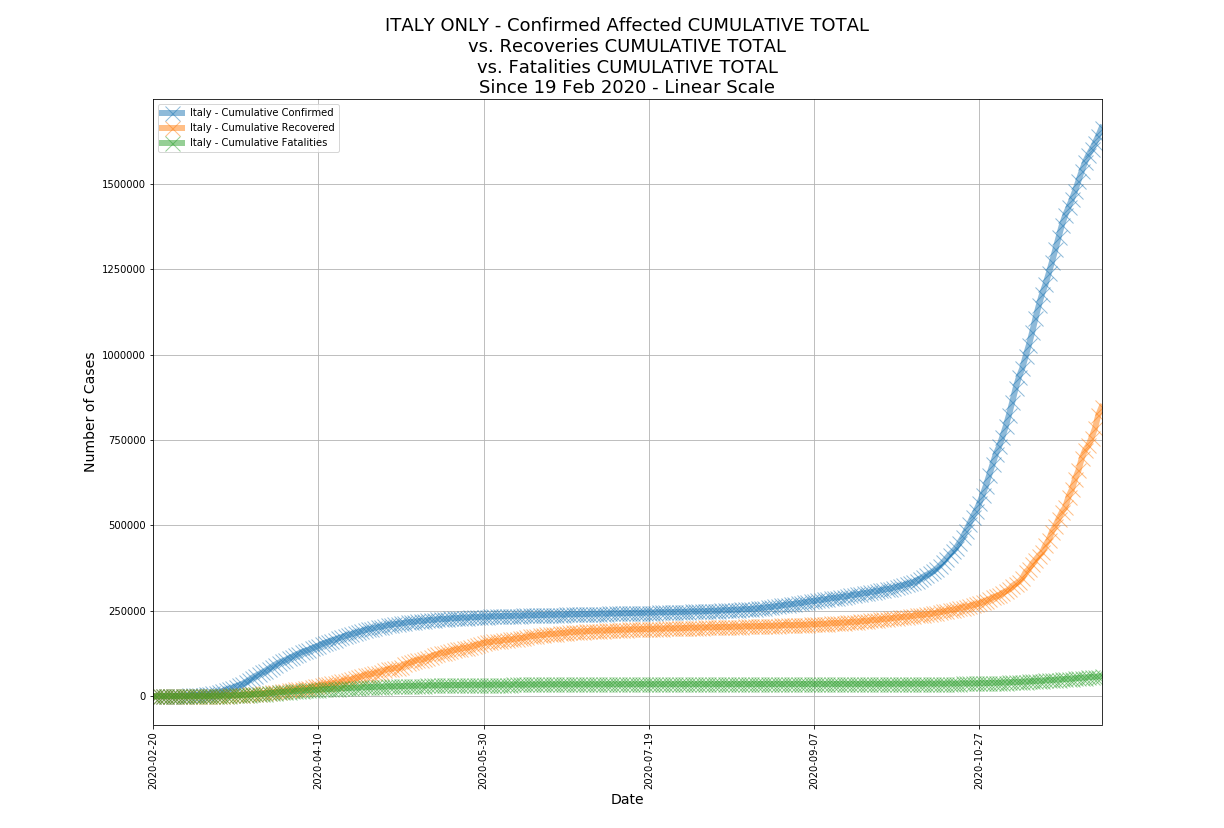 ITALY ONLY - Confirmed Affected CUMULATIVE TOTAL
vs. Recoveries CUMULATIVE TOTAL
vs. Fatalities CUMULATIVE TOTAL
Since 19 Feb 2020 - Linear Scale
Italy - Cumulative Confirmed
Italy - Cumulative Recovered
Italy - Cumulative Fatalities
Number of Cases
1500000
1250000
1000000
750000
500000
250000
0
2020-02-20
2020-04-10
2020-05-30
2020-07-19
2020-09-07
2020-10-27
Date